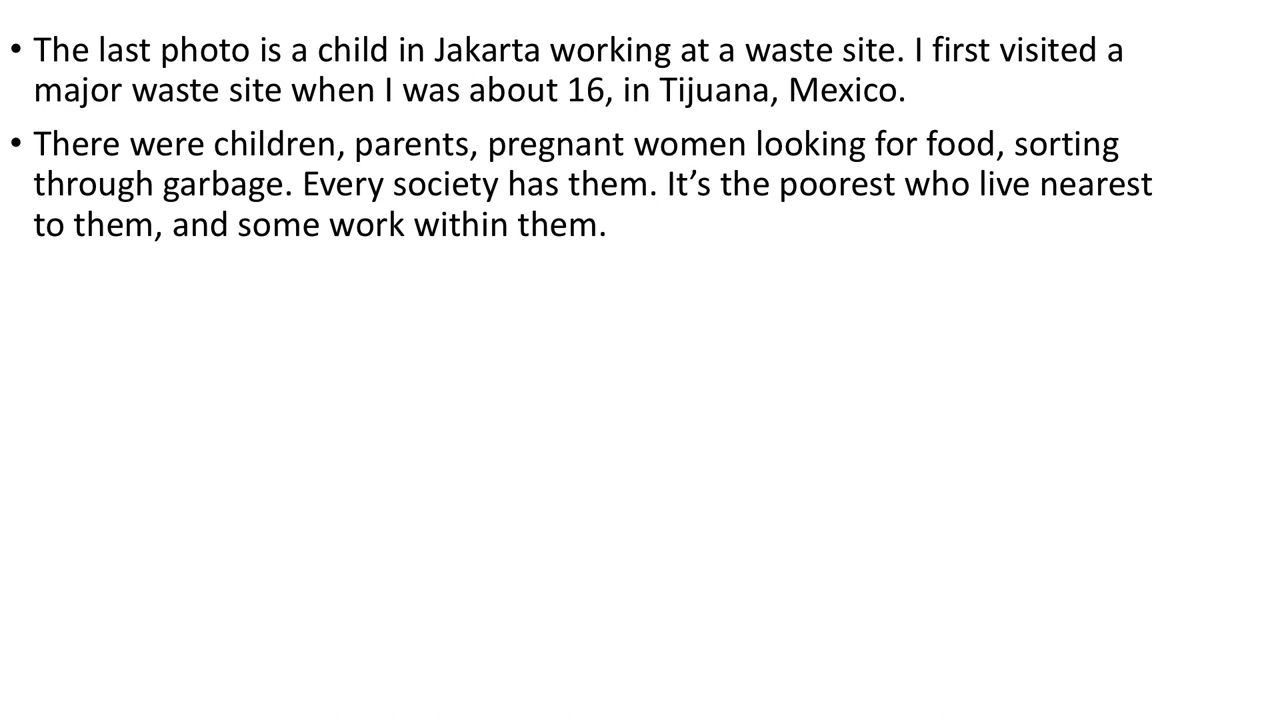 • The last photo is a child in Jakarta working at a waste site. I first visited a
major waste site when I was about 16, in Tijuana, Mexico.
• There were children, parents, pregnant women looking for food, sorting
through garbage. Every society has them. It’s the poorest who live nearest
to them, and some work within them.